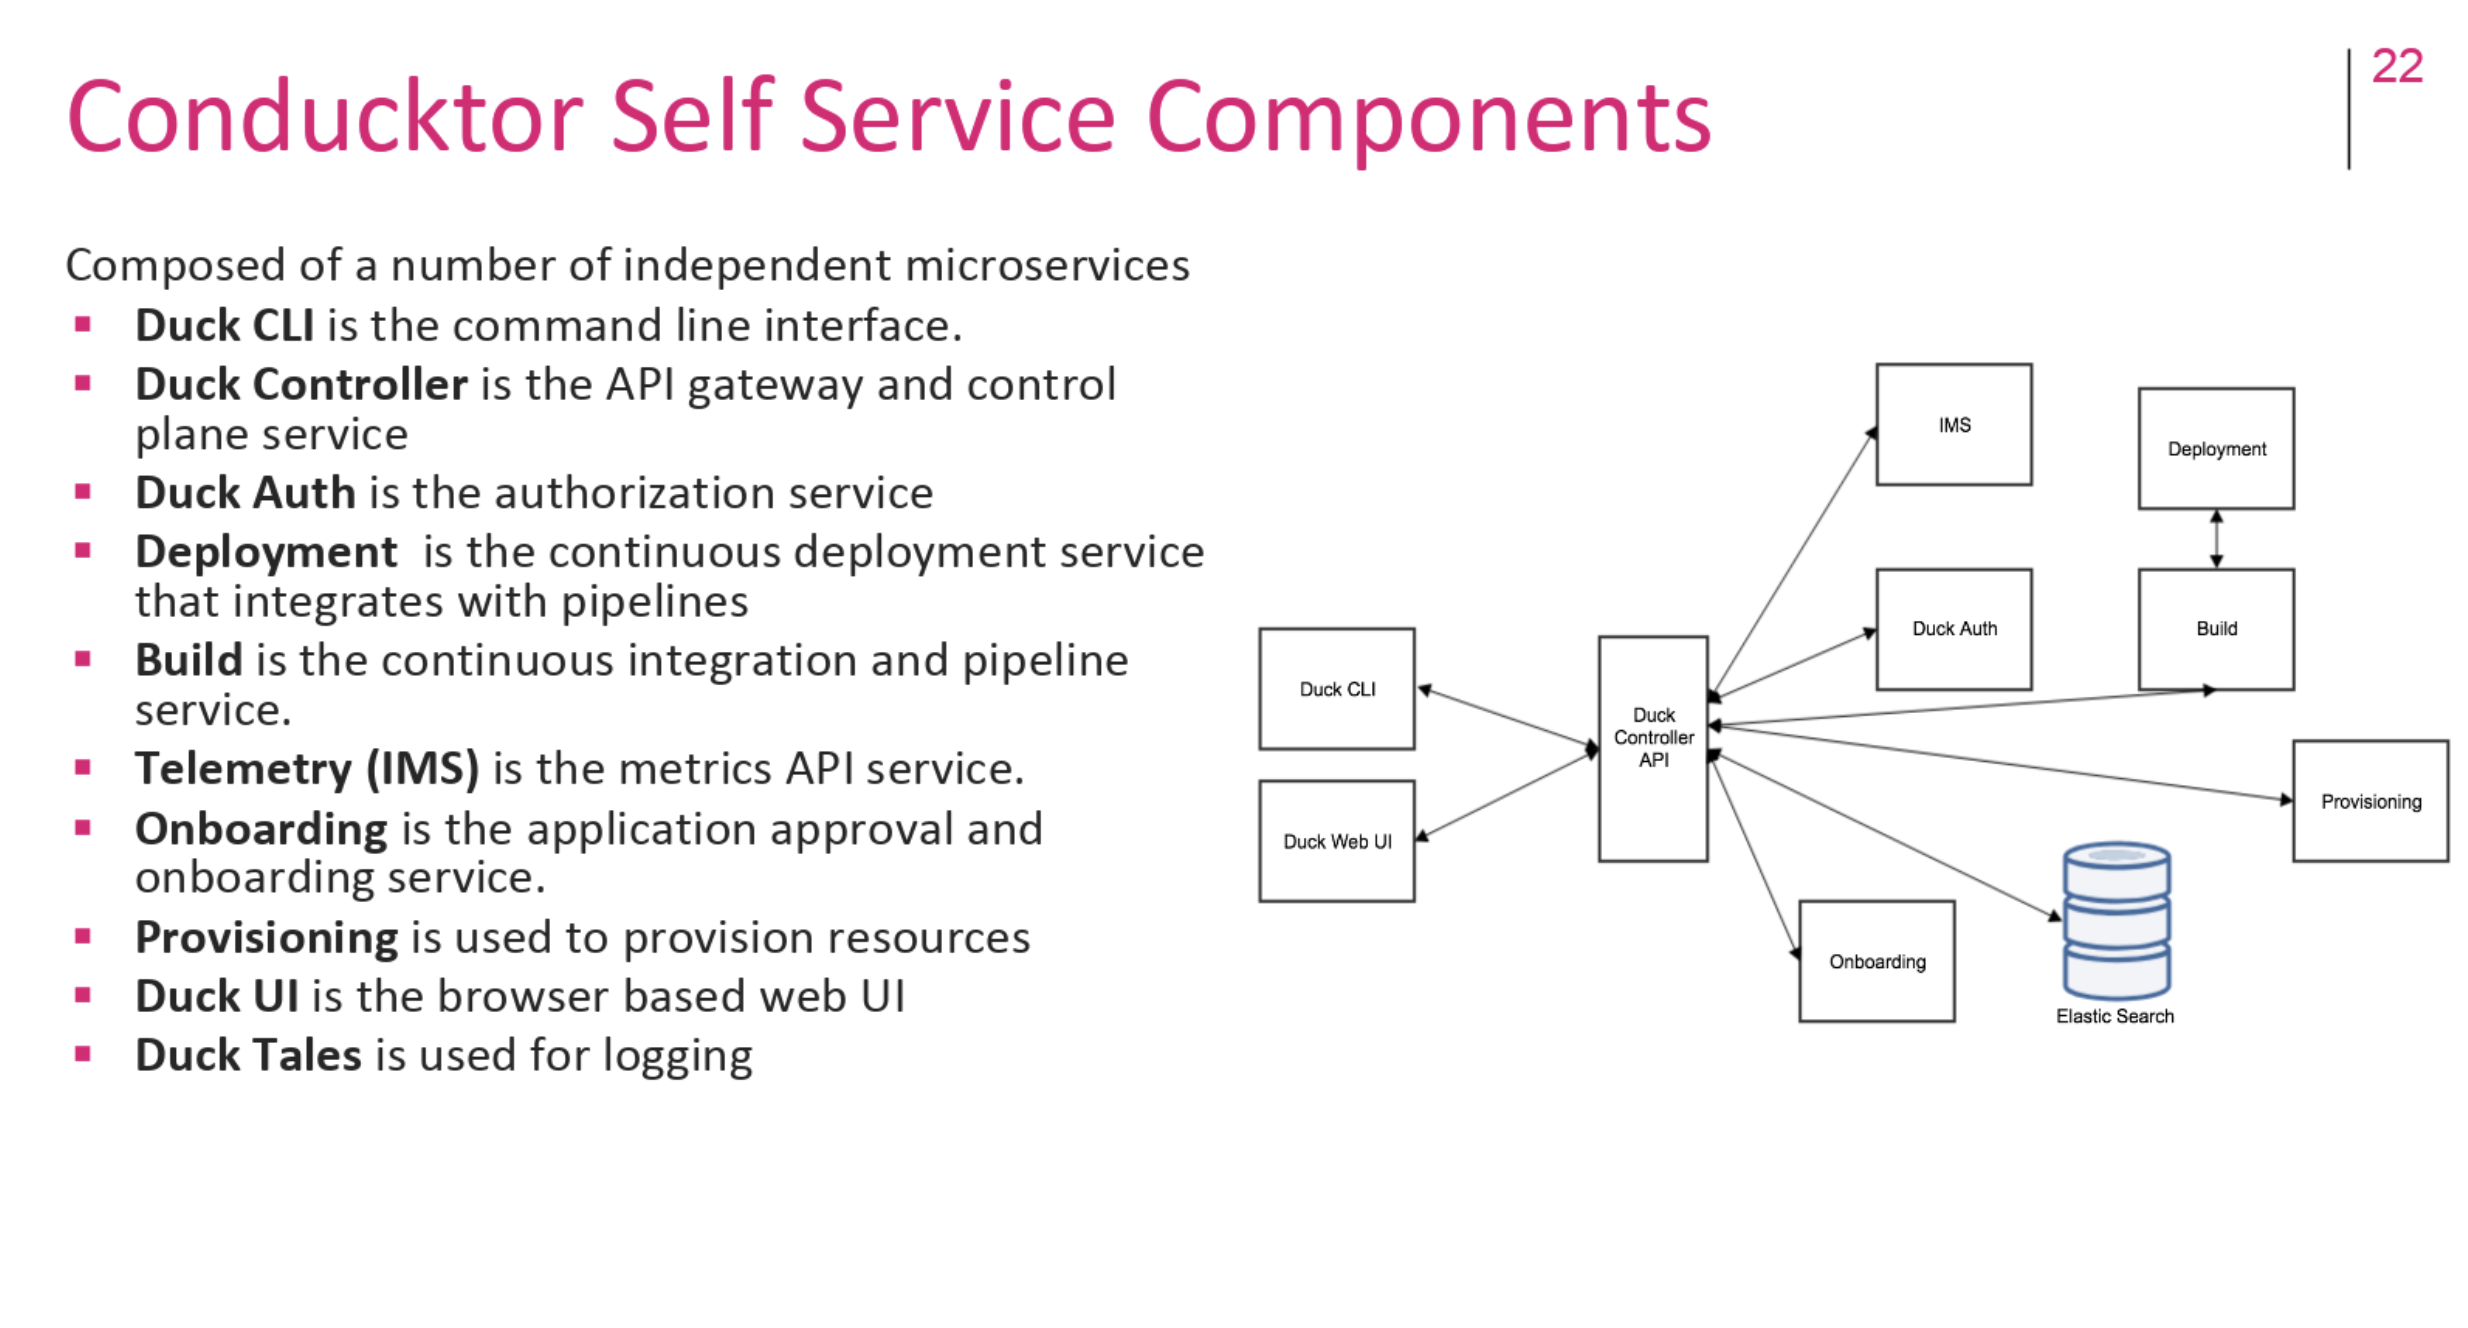 Conducktor Self Service Components
22
Composed of a number of independent microservices
▪ Duck CLI is the command line interface.
▪ Duck Controller is the API gateway and control
plane service
▪ Duck Auth is the authorization service
▪ Deployment  is the continuous deployment service
that integrates with pipelines
▪ Build is the continuous integration and pipeline
service.
▪ Telemetry (IMS) is the metrics API service.
▪ Onboarding is the application approval and
onboarding service.
▪ Provisioning is used to provision resources
▪ Duck UI is the browser based web UI
▪ Duck Tales is used for logging
IMS
Deployment
Duck Auth
Build
Duck CLI
Duck
Controller
API
Duck Web UI
Provisioning
Onboarding
Elastic Search